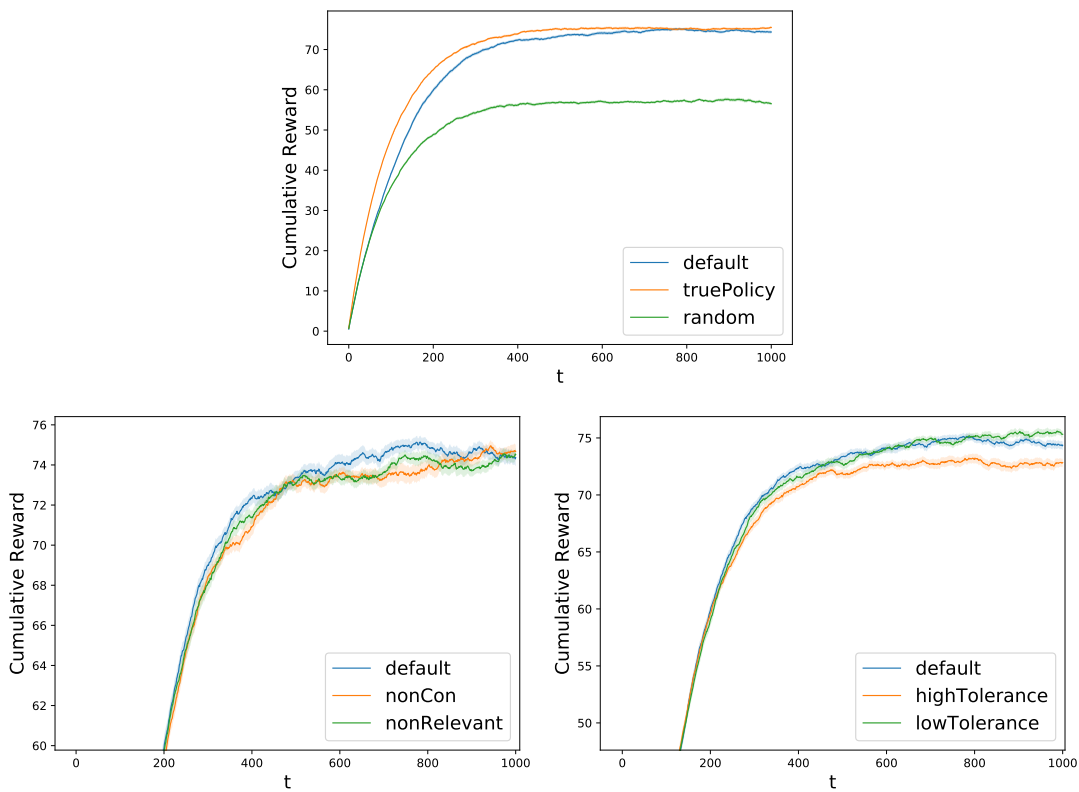 70
60
50
40
30
20
10
0
Cumulative Reward
0 200 400 600 800 1000
t
default
truePolicy
random
76
74
72
70
68
66
64
62
60
Cumulative Reward
0 200 400 600 800 1000
t
default
nonCon
nonRelevant
75
70
65
60
55
50
Cumulative Reward
0 200 400 600 800 1000
t
default
highTolerance
lowTolerance